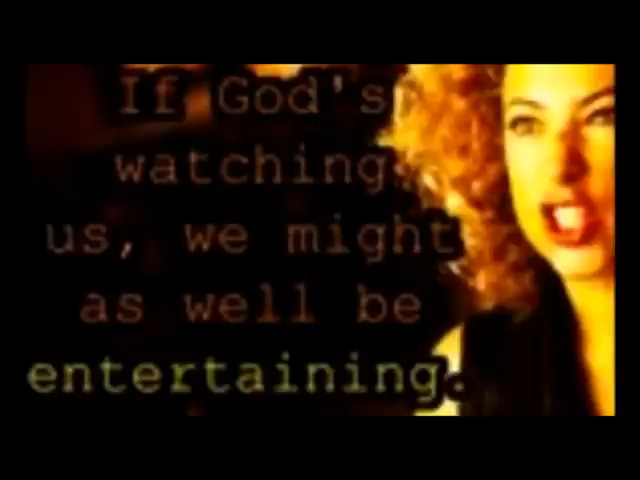 If God's
watching
us, we might
as well be
entertaining.